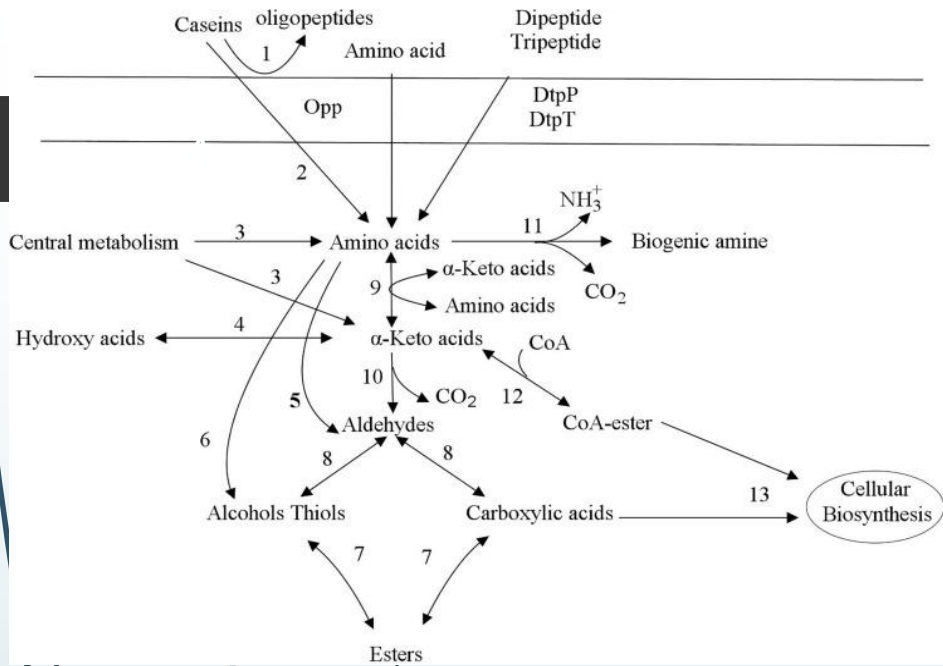 Caseins
oligopeptides
1
Amino acid
Dipeptide
Tripeptide
Opp
DtpP
DtpT
2
Central metabolism
3
Amino acids
11
NH3+
Biogenic amine
CO2
3
9
α-Keto acids
Amino acids
Hydroxy acids
4
α-Keto acids
CoA
10
CO2
12
5
Aldehydes
CoA-ester
6
8
8
13
Cellular
Biosynthesis
Alcohols Thiols
Carboxylic acids
7
7
Esters